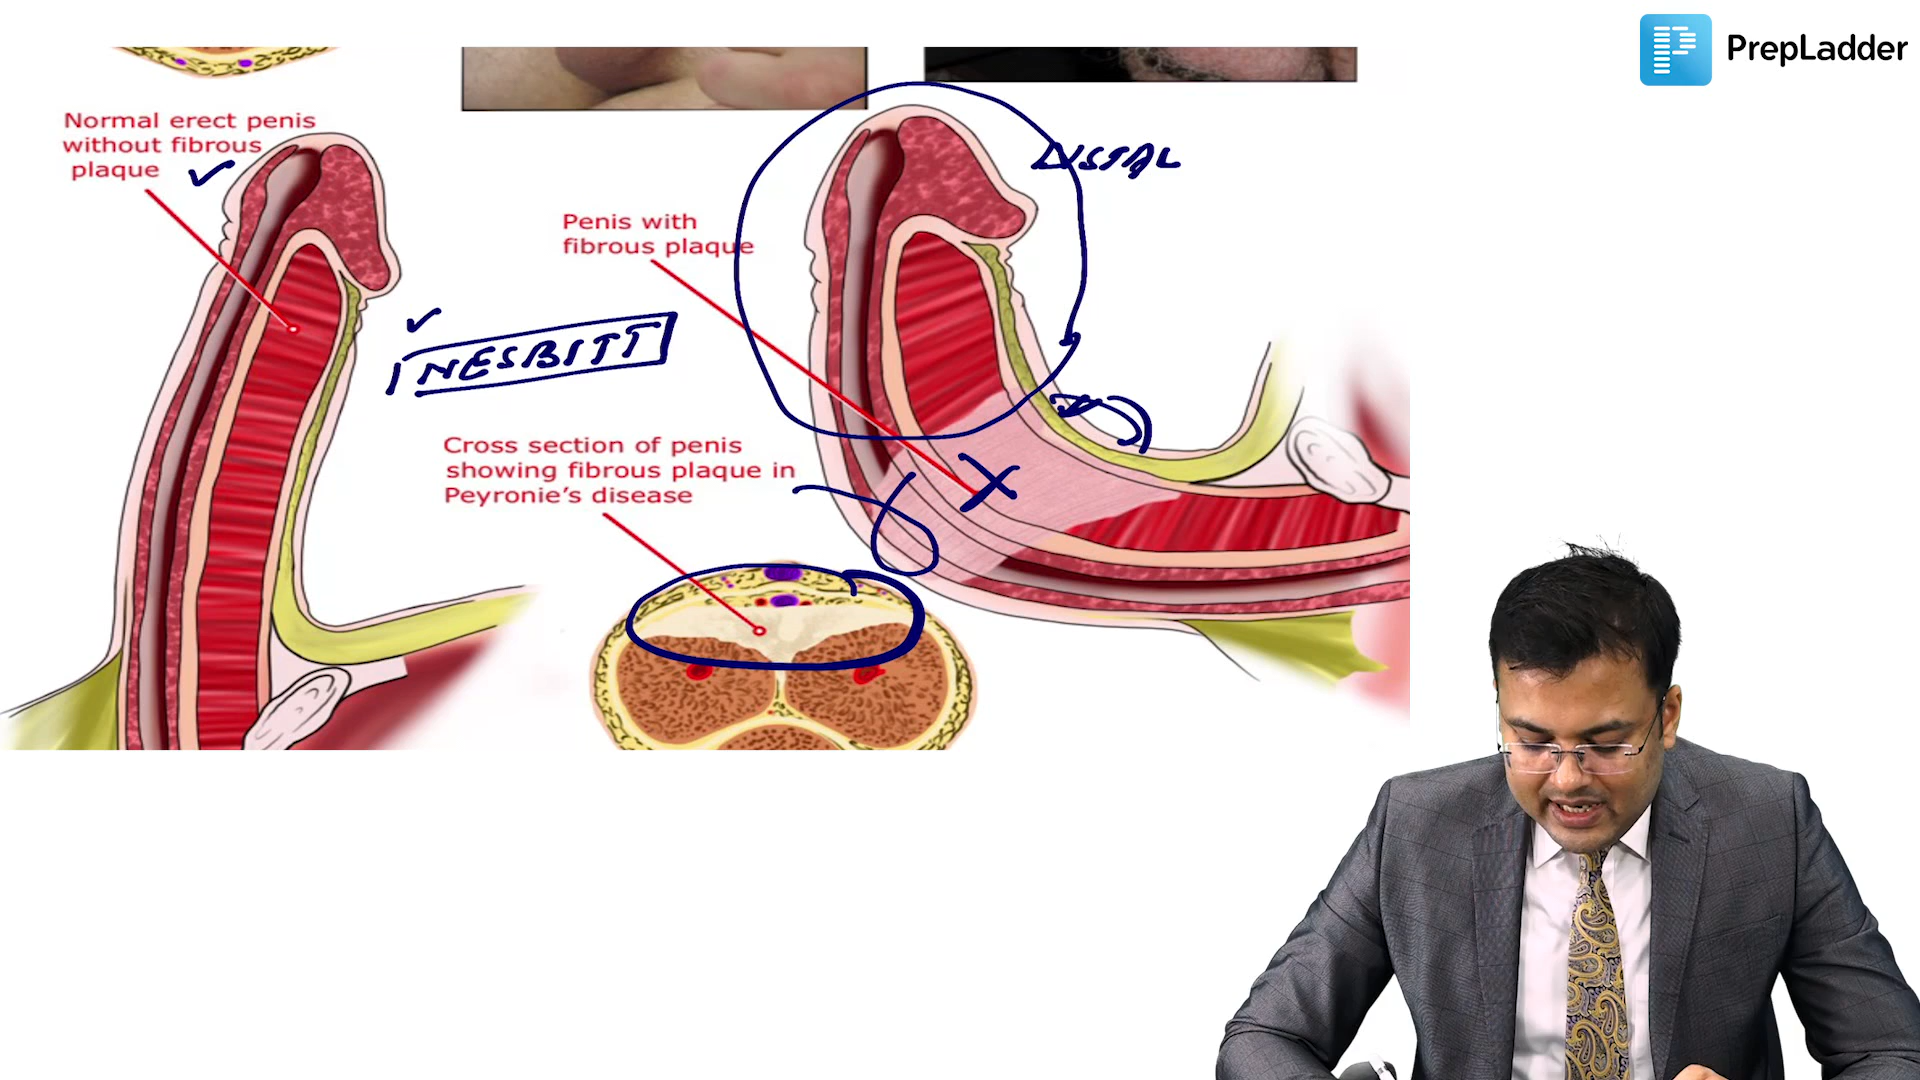 PrepLadder
Normal erect penis
without fibrous
plaque
DISTAL
Penis with
fibrous plaque
NESBITT
Cross section of penis
showing fibrous plaque in
Peyronie's disease